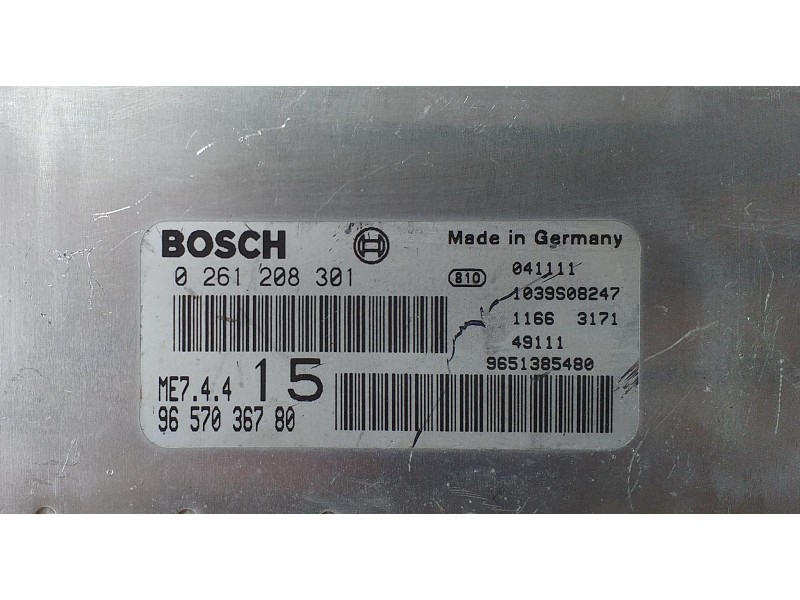 BOSCH
Made in Germany
0 261 208 301
810
041111
1039S08247
1166 3171
49111
9651385480
ME7.4.4 15
96 570 367 80